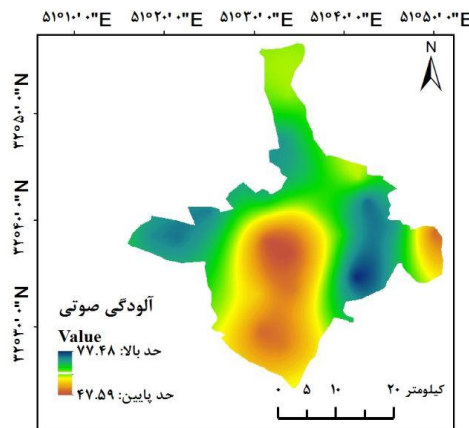 ۵۱°۱۰'۰"E ۵۱°۲۰'۰"E ۵۱°۳۰'۰"E ۵۱°۴۰'۰"E ۵۱°۵۰'۰"E
N
۳۲°۵۰'۰"N
۳۲°۴۰'۰"N
۳۲°۳۰'۰"N
آلودگی صوتی
Value
حد بالا: ۷۷.۴۸
حد پایین: ۴۷.۵۹
۰ ۵ ۱۰ ۲۰ کیلومتر